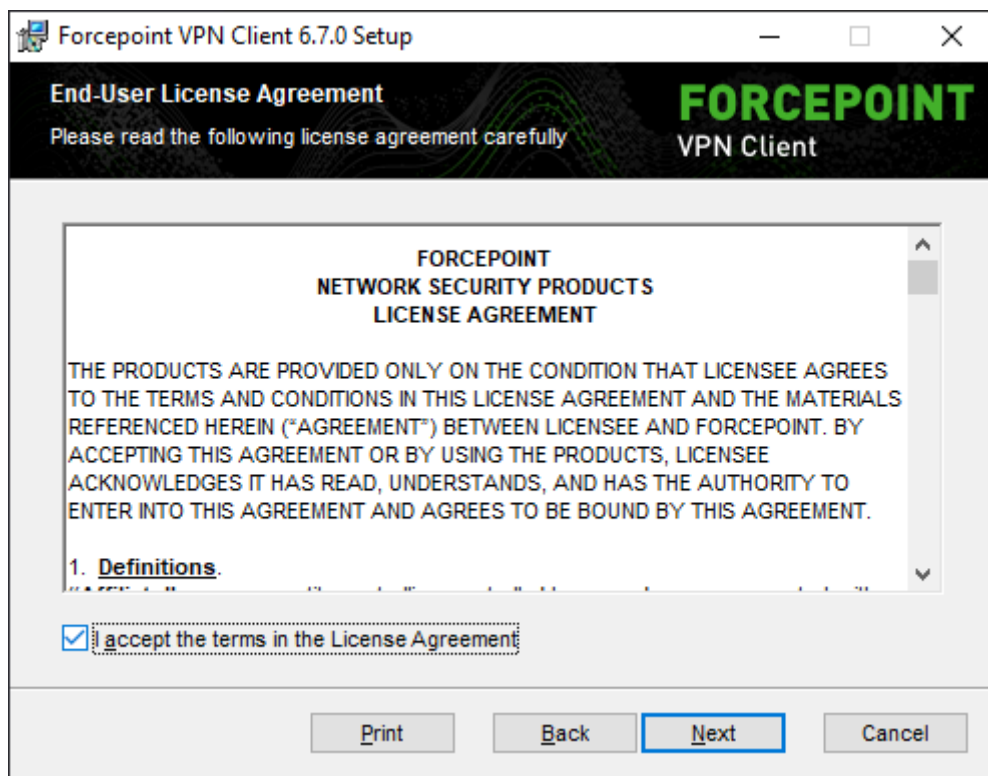 Forcepoint VPN Client 6.7.0 Setup
End-User License Agreement
Please read the following license agreement carefully
FORCEPOINT
VPN Client
FORCEPOINT
NETWORK SECURITY PRODUCTS
LICENSE AGREEMENT
THE PRODUCTS ARE PROVIDED ONLY ON THE CONDITION THAT LICENSEE AGREES
TO THE TERMS AND CONDITIONS IN THIS LICENSE AGREEMENT AND THE MATERIALS
REFERENCED HEREIN (“AGREEMENT”) BETWEEN LICENSEE AND FORCEPOINT. BY
ACCEPTING THIS AGREEMENT OR BY USING THE PRODUCTS, LICENSEE
ACKNOWLEDGES IT HAS READ, UNDERSTANDS, AND HAS THE AUTHORITY TO
ENTER INTO THIS AGREEMENT AND AGREES TO BE BOUND BY THIS AGREEMENT.
1. Definitions.
I accept the terms in the License Agreement
Print
Back
Next
Cancel